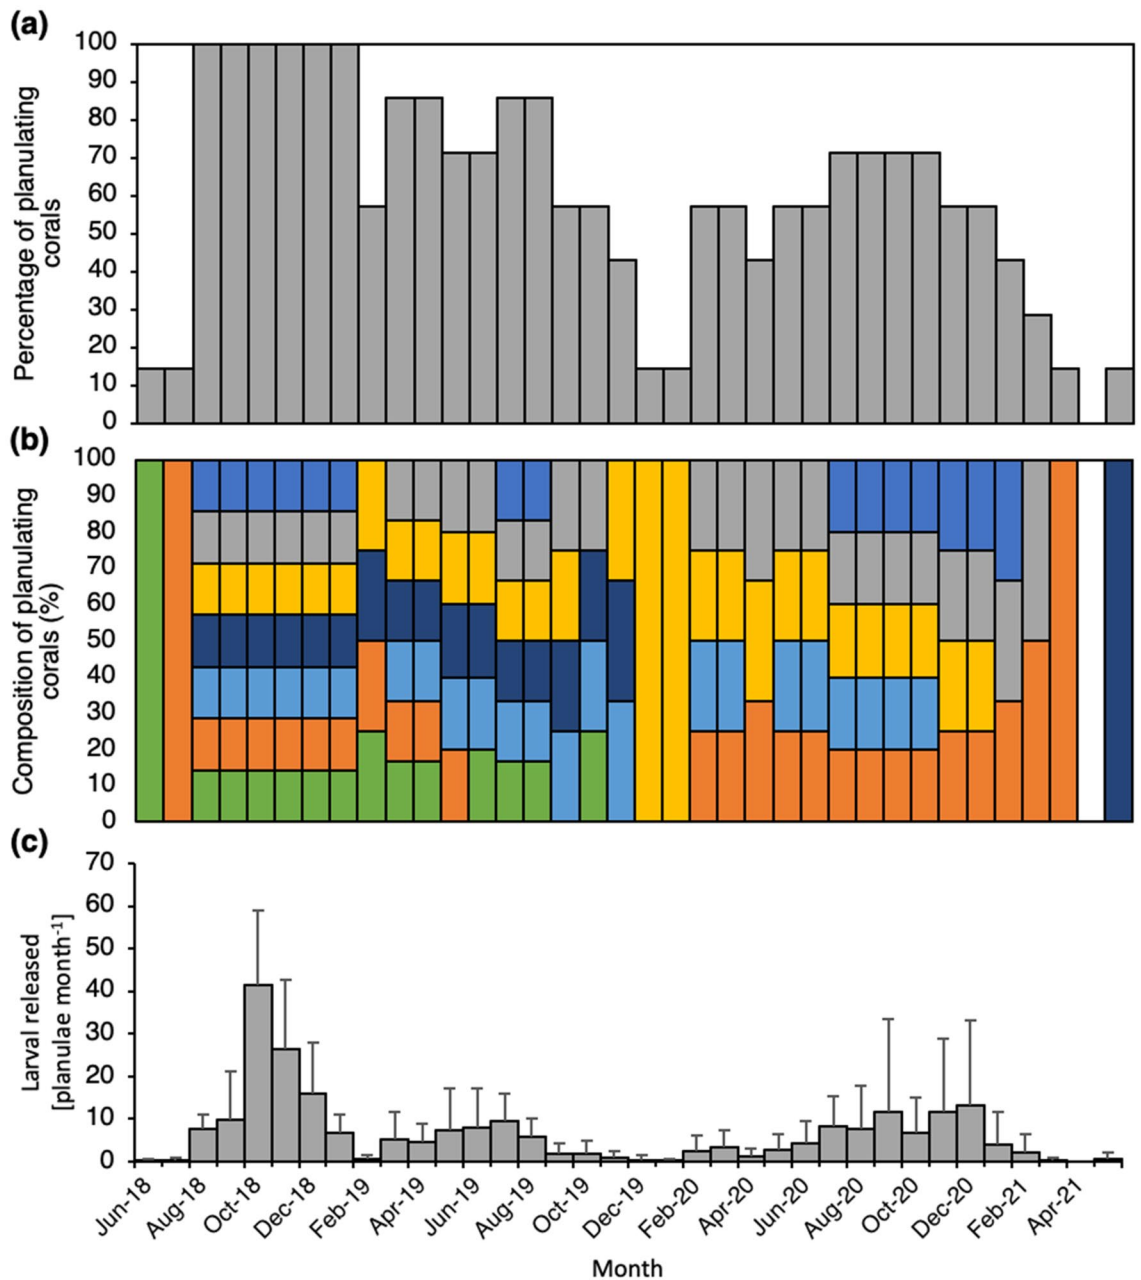 (a)
Percentage of planulating
corals
100
90
80
70
60
50
40
30
20
10
0
(b)
Composition of planulating
corals (%)
100
90
80
70
60
50
40
30
20
10
0
(c)
Larval released
[planulae month-1]
70
60
50
40
30
20
10
0
Jun-18
Aug-18
Oct-18
Dec-18
Feb-19
Apr-19
Jun-19
Aug-19
Oct-19
Dec-19
Feb-20
Apr-20
Jun-20
Aug-20
Oct-20
Dec-20
Feb-21
Apr-21
Month